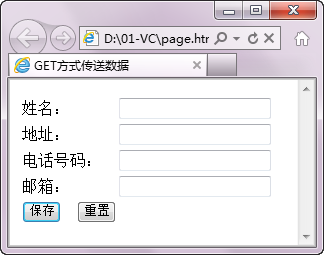 D:\01-VC\page.htr
GET方式传送数据
姓名：
地址：
电话号码：
邮箱：
保存 重置